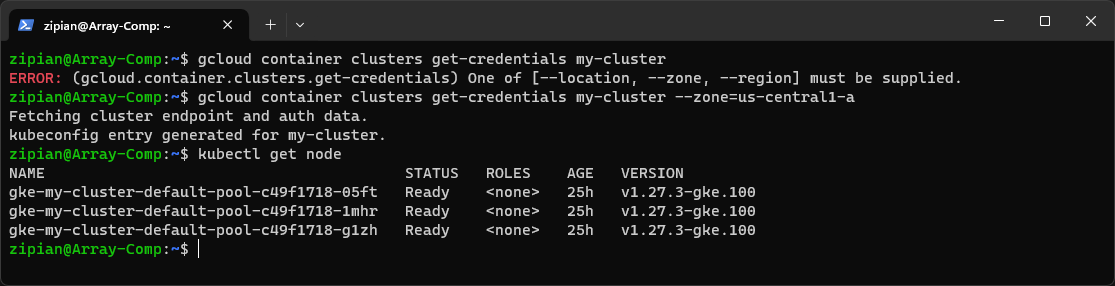 zipian@Array-Comp: ~
zipian@Array-Comp:~$ gcloud container clusters get-credentials my-cluster
ERROR: (gcloud.container.clusters.get-credentials) One of [--location, --zone, --region] must be supplied.
zipian@Array-Comp:~$ gcloud container clusters get-credentials my-cluster --zone=us-central1-a
Fetching cluster endpoint and auth data.
kubeconfig entry generated for my-cluster.
zipian@Array-Comp:~$ kubectl get node
NAME STATUS ROLES AGE VERSION
gke-my-cluster-default-pool-c49f1718-05ft Ready <none> 25h v1.27.3-gke.100
gke-my-cluster-default-pool-c49f1718-1mhr Ready <none> 25h v1.27.3-gke.100
gke-my-cluster-default-pool-c49f1718-g1zh Ready <none> 25h v1.27.3-gke.100
zipian@Array-Comp:~$